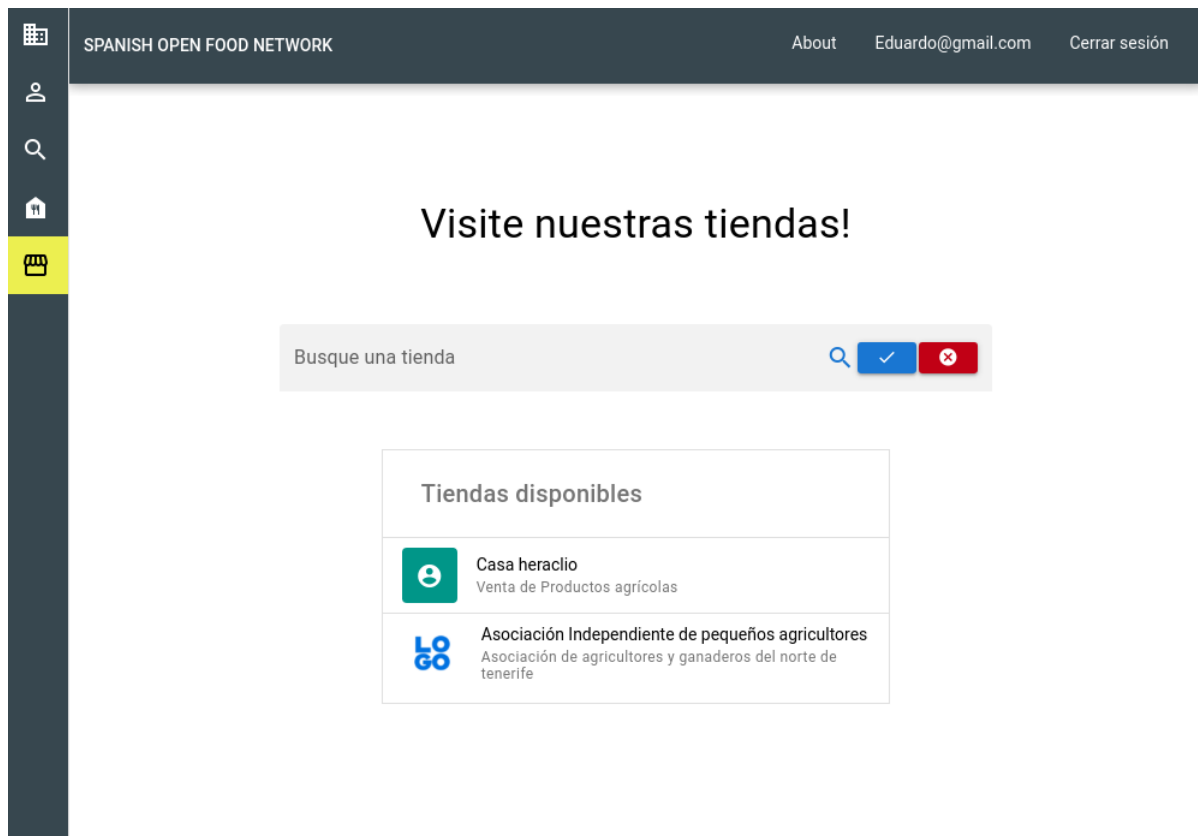 SPANISH OPEN FOOD NETWORK
About
Eduardo@gmail.com
Cerrar sesión
Visite nuestras tiendas!
Busque una tienda
Tiendas disponibles
Casa heraclio
Venta de Productos agrícolas
LO
GO
Asociación Independiente de pequeños agricultores
Asociación de agricultores y ganaderos del norte de
tenerife